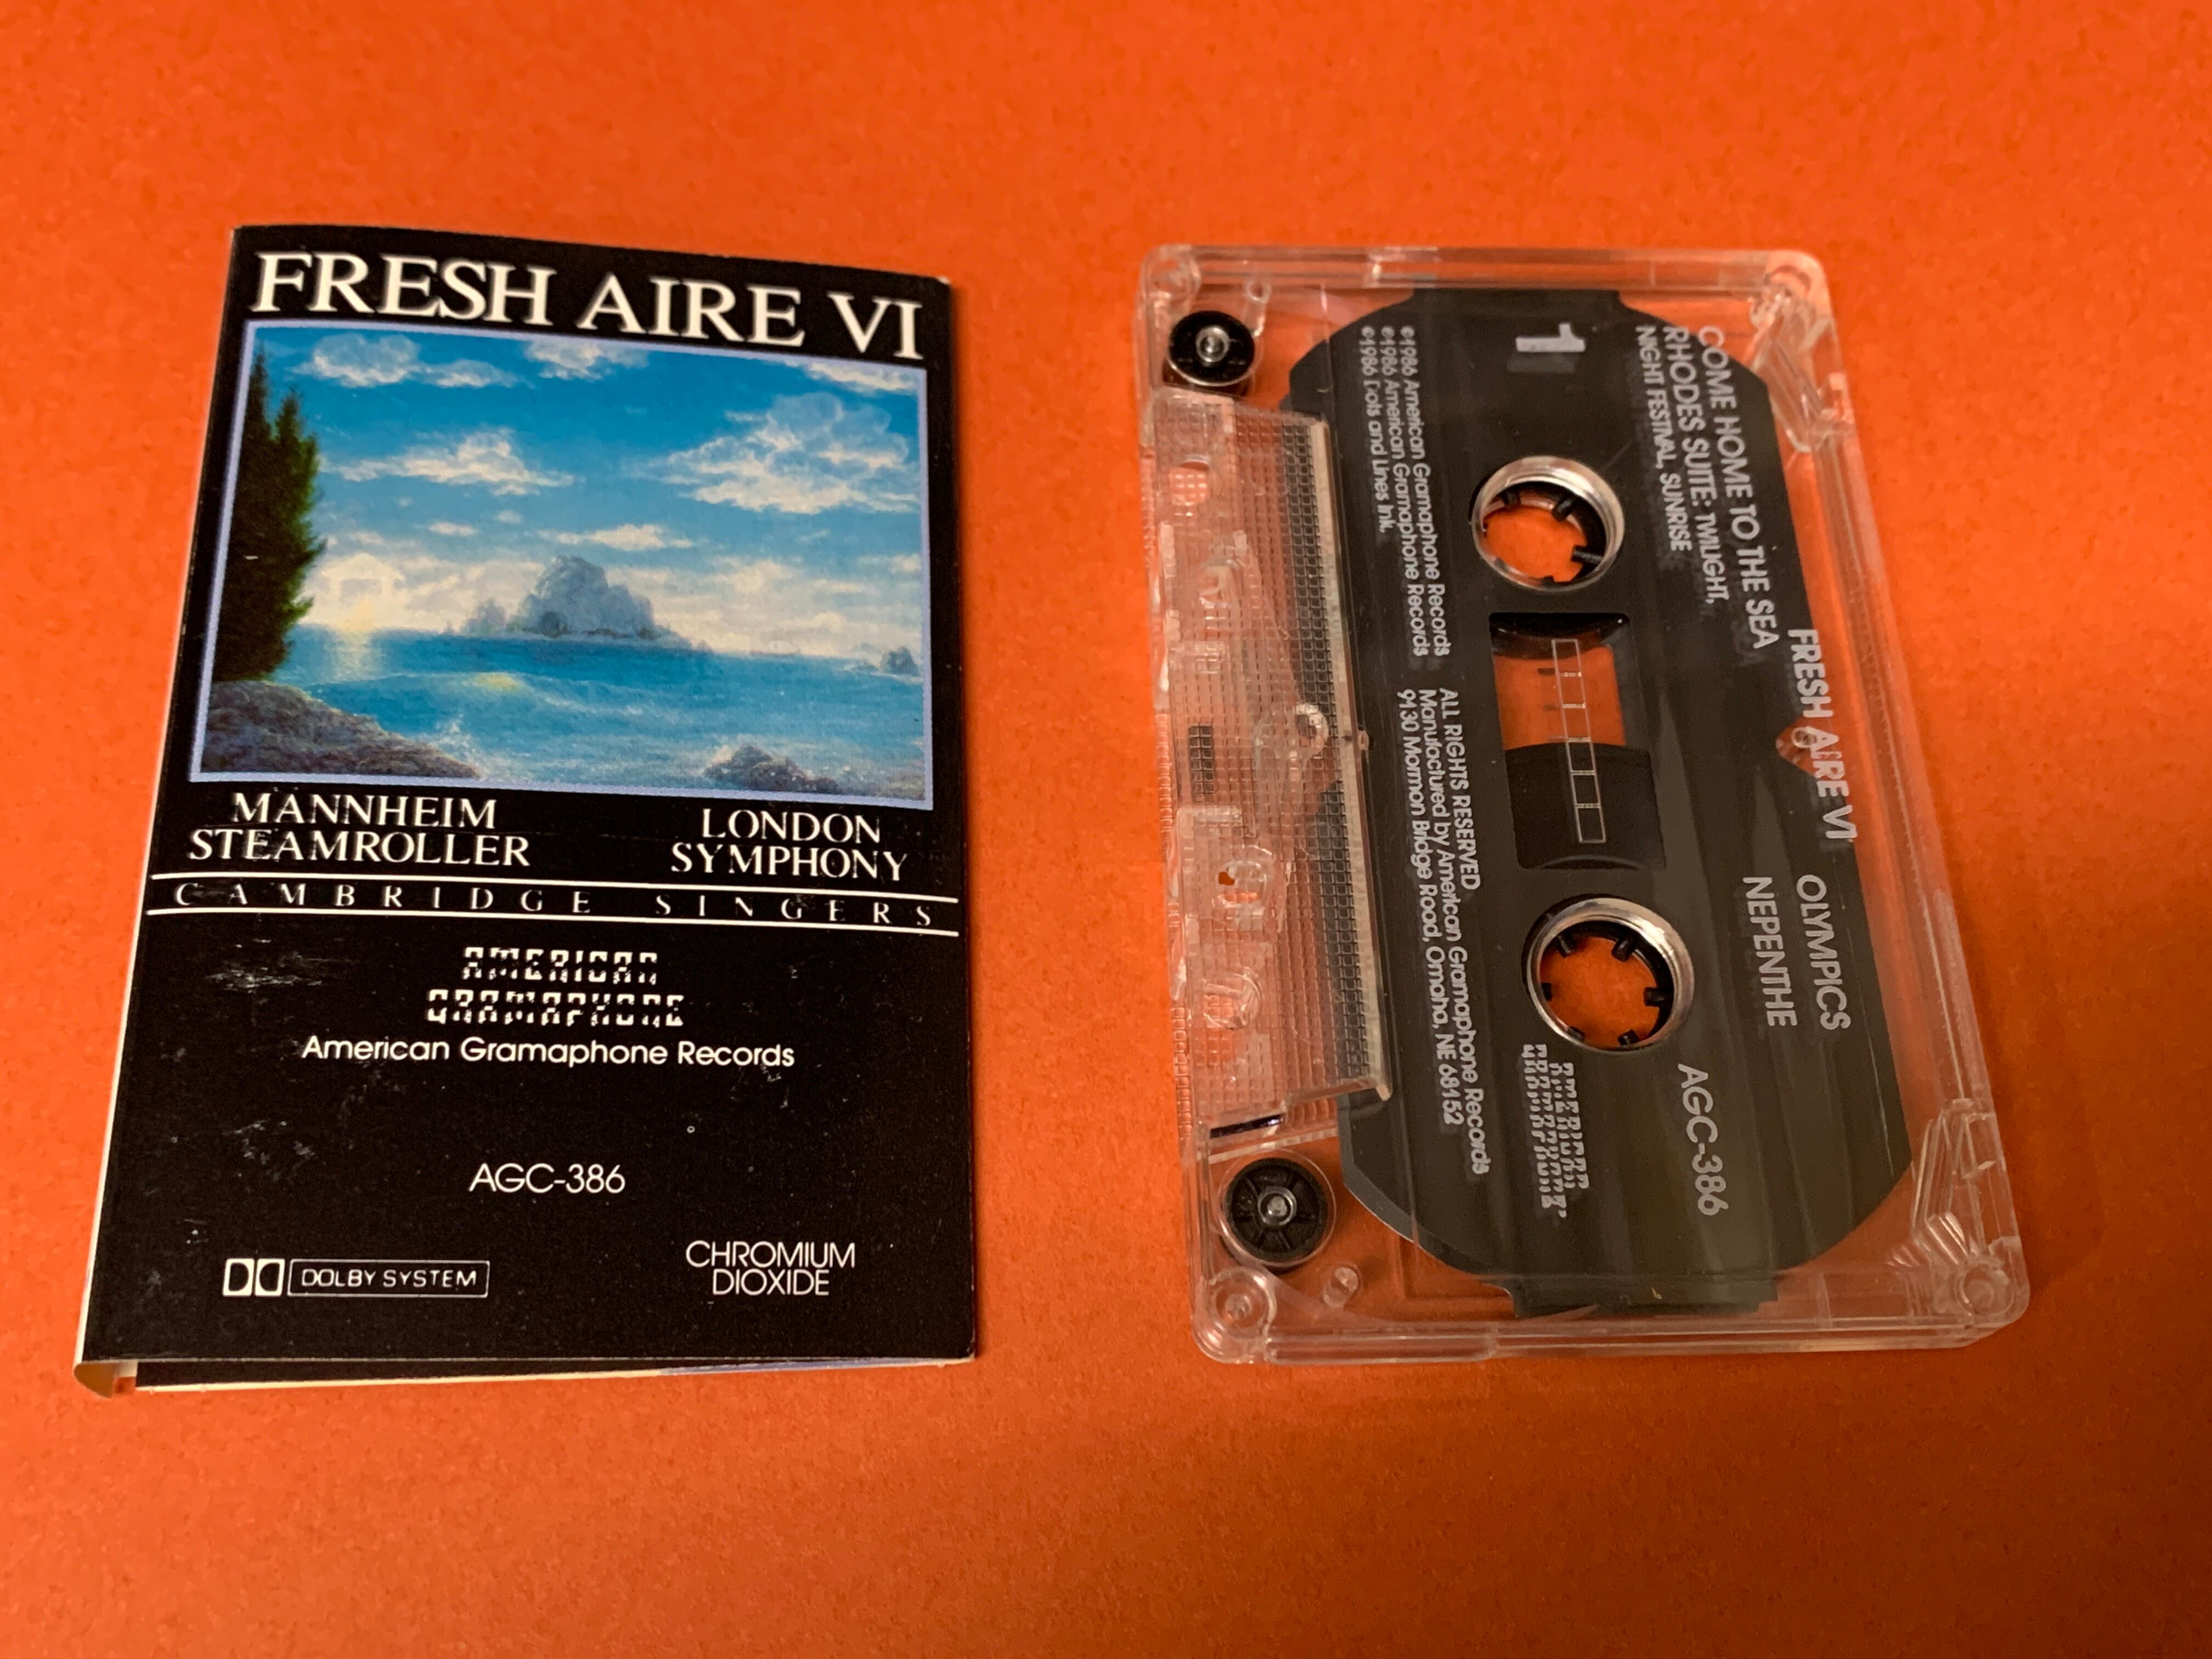 FRESH AIRE VI
MANNHEIM
STEAMROLLER
LONDON
SYMPHONY
CAMBRIDGE SINGERS
AMERICAN
GRAMAPHONE
American Gramaphone Records
AGC-386
DOLBY SYSTEM
CHROMIUM
DIOXIDE
FRESH AIRE VI
COME HOME TO THE SEA
RHODES SUITE: TWILIGHT,
NIGHT FESTIVAL, SUNRISE
OLYMPICS
NEPENTHE
1
AGC-386
AMERICAN
GRAMAPHONE
©1986 American Gramaphone Records
℗1986 American Gramaphone Records
©1986 Dots and Lines Ink.
ALL RIGHTS RESERVED
Manufactured by American Gramaphone Records
9130 Mormon Bridge Road, Omaha, NE 68152